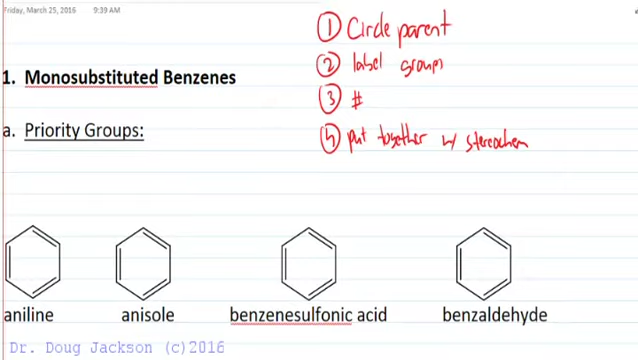 Friday, March 25, 2016 9:39 AM
① Circle parent
② label groups
1. Monosubstituted Benzenes
③ #
a. Priority Groups:
④ put together w/ stereochem
aniline anisole benzenesulfonic acid benzaldehyde
Dr. Doug Jackson (c)2016